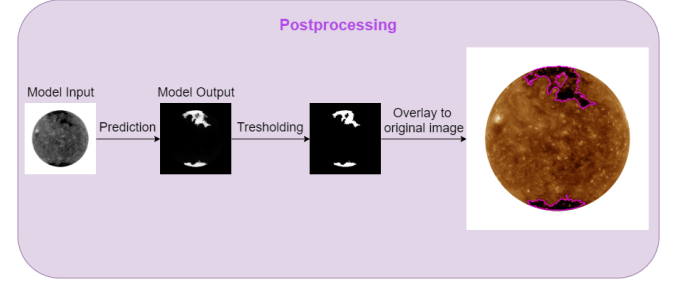 Postprocessing
Model Input
Prediction
Model Output
Tresholding
Overlay to
original image